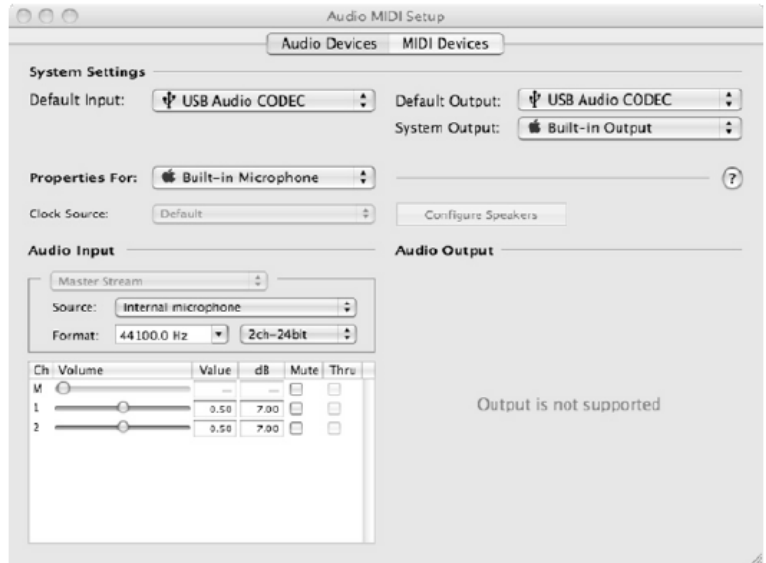 Audio MIDI Setup
Audio Devices MIDI Devices
System Settings
Default Input: USB Audio CODEC
Default Output: USB Audio CODEC
System Output: Built-in Output
Properties For: Built-in Microphone
?
Clock Source: Default
Configure Speakers
Audio Input
Audio Output
Master Stream
Source: Internal microphone
Format: 44100.0 Hz 2ch-24bit
Ch Volume Value dB Mute Thru
M — —
1 0.50 7.00
2 0.50 7.00
Output is not supported